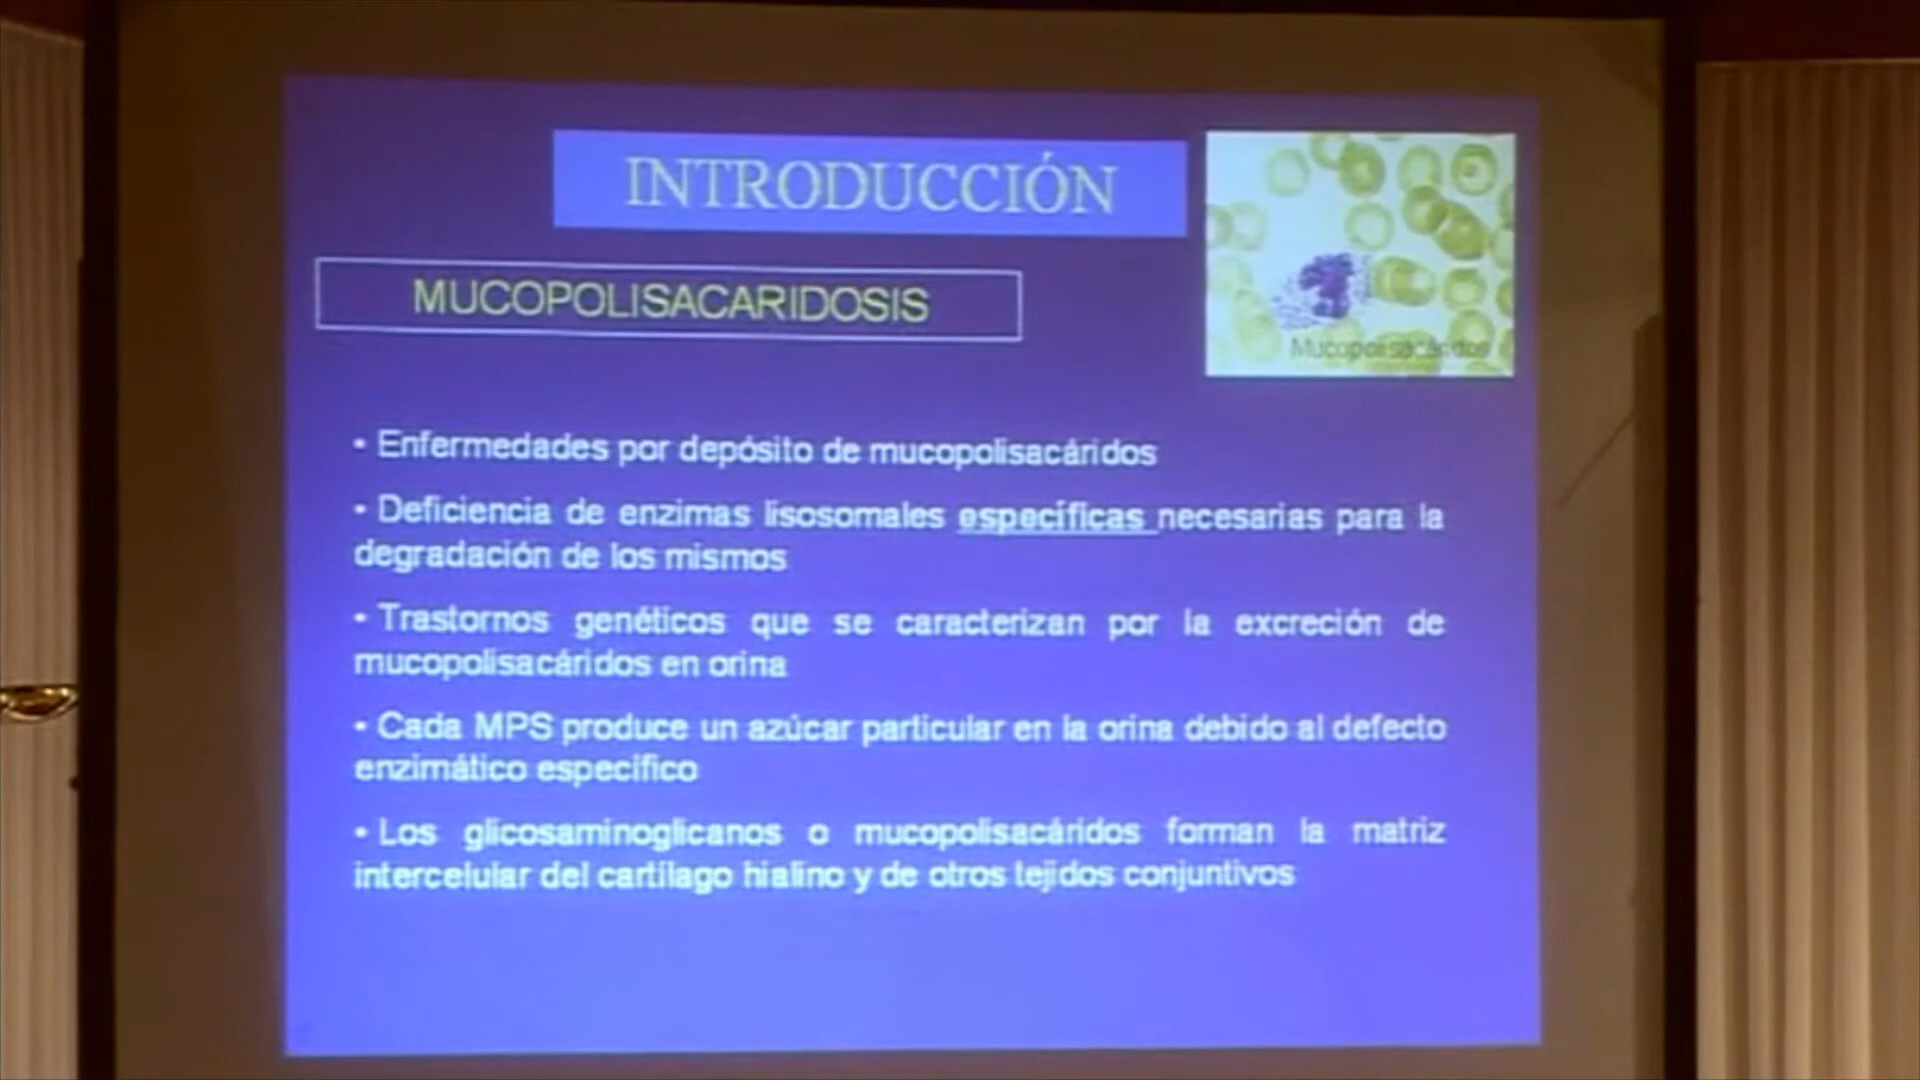 INTRODUCCIÓN
MUCOPOLISACARIDOSIS
Mucopolisacáridos
• Enfermedades por depósito de mucopolisacáridos
• Deficiencia de enzimas lisosomales específicas necesarias para la
degradación de los mismos
• Trastornos genéticos que se caracterizan por la excreción de
mucopolisacáridos en orina
• Cada MPS produce un azúcar particular en la orina debido al defecto
enzimático específico
• Los glicosaminoglicanos o mucopolisacáridos forman la matriz
intercelular del cartílago hialino y de otros tejidos conjuntivos